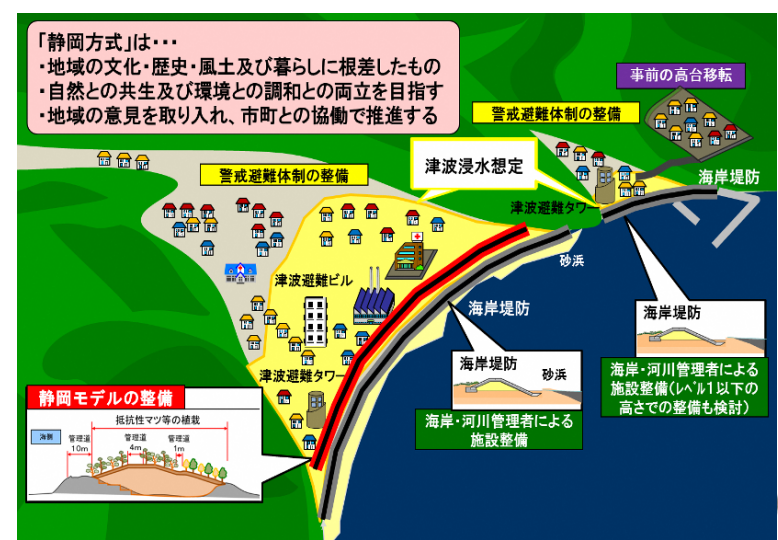 「静岡方式」は・・・
・地域の文化・歴史・風土及び暮らしに根差したもの
・自然との共生及び環境との調和との両立を目指す
・地域の意見を取り入れ、市町との協働で推進する
事前の高台移転
警戒避難体制の整備
津波浸水想定
海岸堤防
警戒避難体制の整備
津波避難タワー
砂浜
津波避難ビル
海岸堤防
海岸堤防
海岸・河川管理者による
施設整備(ﾚﾍﾞﾙ1以下の
高さでの整備も検討)
海岸堤防
砂浜
海岸・河川管理者による
施設整備
津波避難タワー
静岡モデルの整備
抵抗性マツ等の植栽
海側
管理道
10m
管理道
4m
管理道
1m